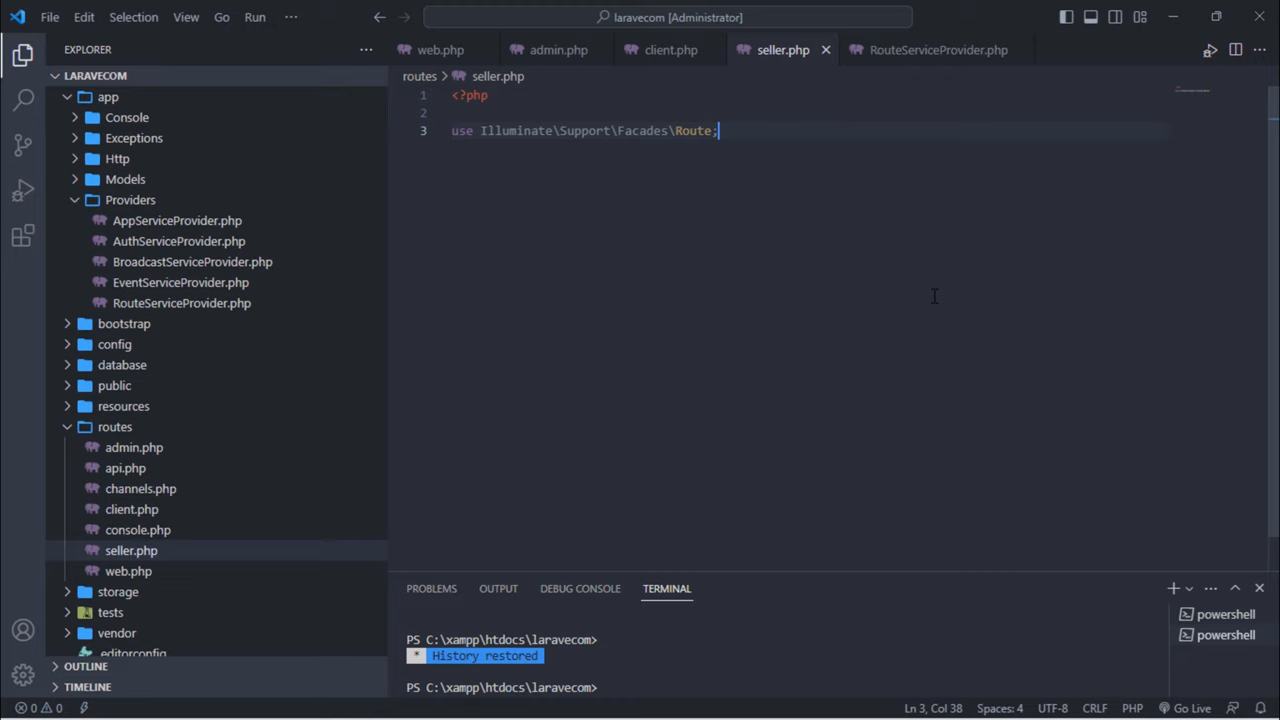 File Edit Selection View Go Run ··· laravecom [Administrator]
EXPLORER ···
LARAVECOM
app
Console
Exceptions
Http
Models
Providers
AppServiceProvider.php
AuthServiceProvider.php
BroadcastServiceProvider.php
EventServiceProvider.php
RouteServiceProvider.php
bootstrap
config
database
public
resources
routes
admin.php
api.php
channels.php
client.php
console.php
seller.php
web.php
storage
tests
vendor
.editorconfig
OUTLINE
TIMELINE
web.php admin.php client.php seller.php RouteServiceProvider.php ···
routes > seller.php
1 <?php
2
3 use Illuminate\Support\Facades\Route;
PROBLEMS OUTPUT DEBUG CONSOLE TERMINAL
PS C:\xampp\htdocs\laravecom>
* History restored
PS C:\xampp\htdocs\laravecom>
powershell
powershell
0 0 Ln 3, Col 38 Spaces: 4 UTF-8 CRLF PHP Go Live